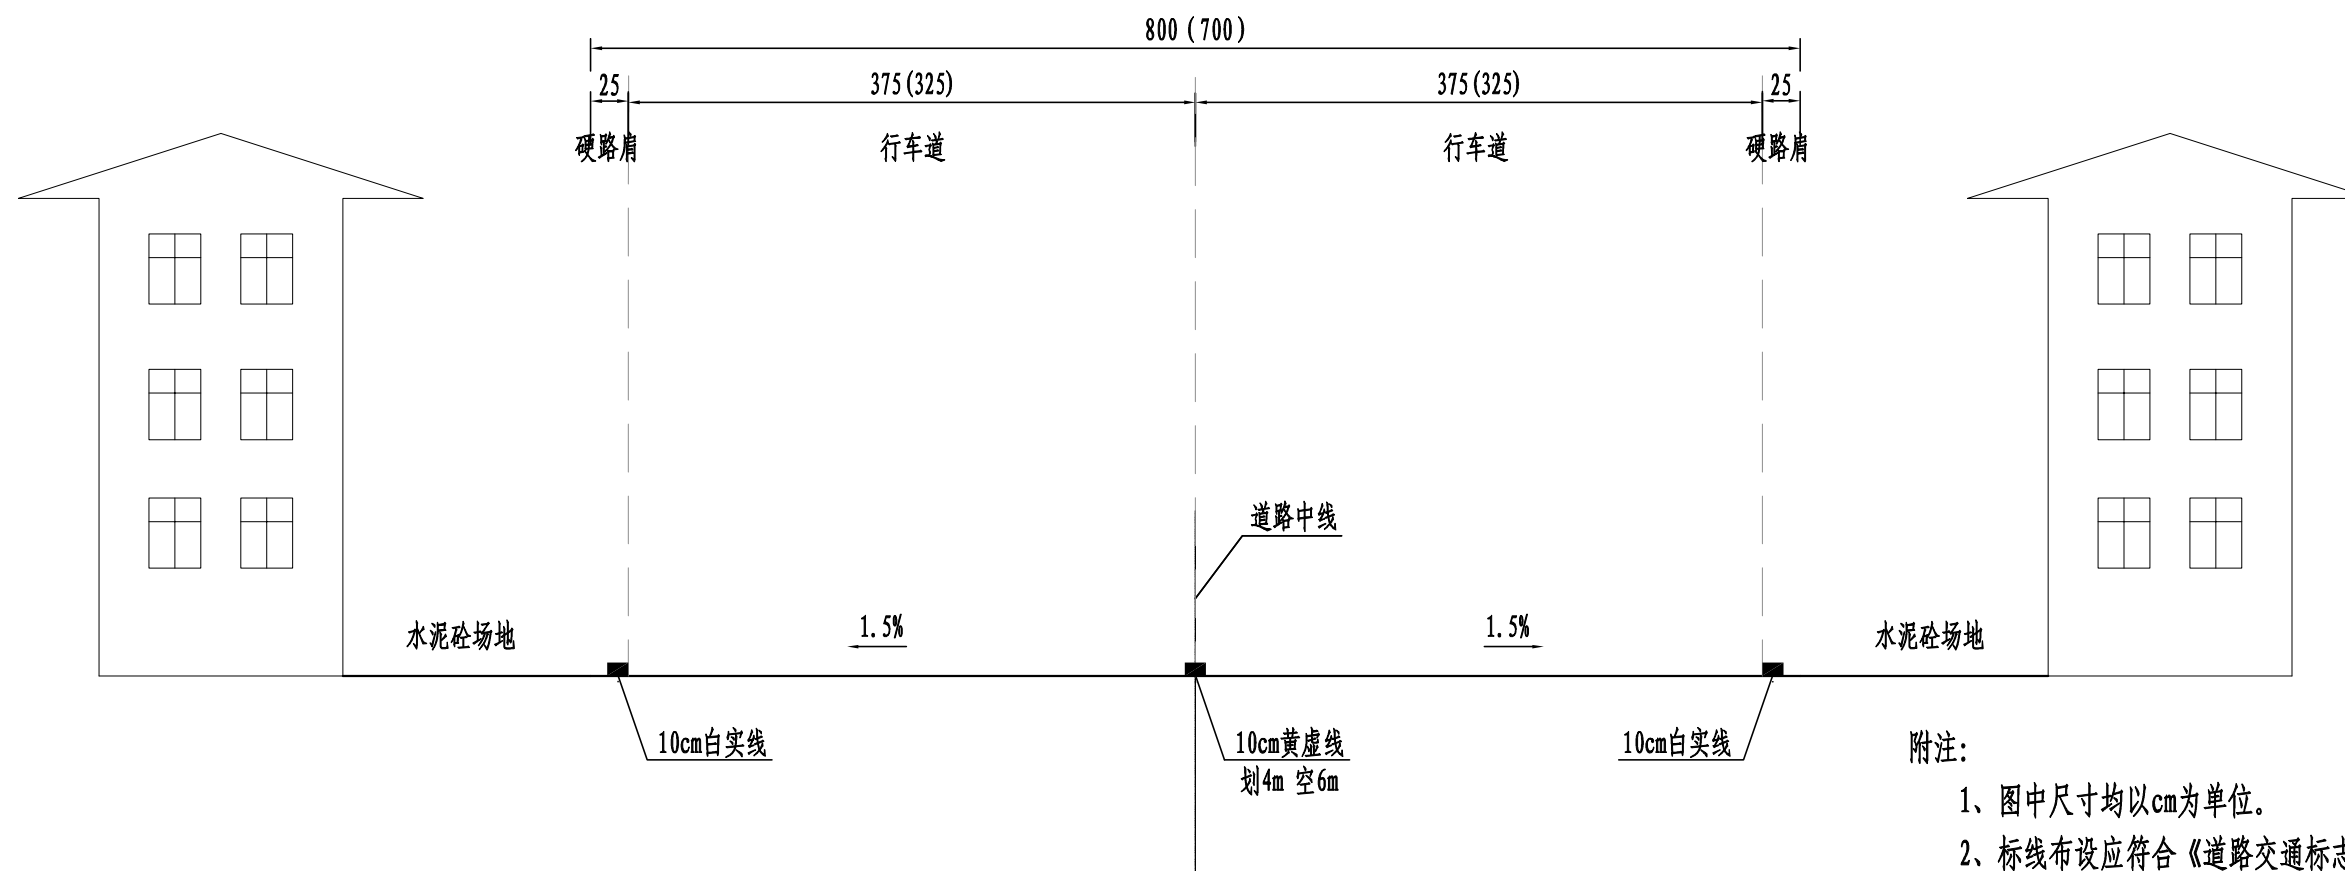 800（700）
25
375(325)
375(325)
25
硬路肩
行车道
行车道
硬路肩
道路中线
水泥砼场地
1.5%
1.5%
水泥砼场地
10cm白实线
10cm黄虚线
划4m 空6m
10cm白实线
附注：
1、图中尺寸均以cm为单位。
2、标线布设应符合《道路交通标志